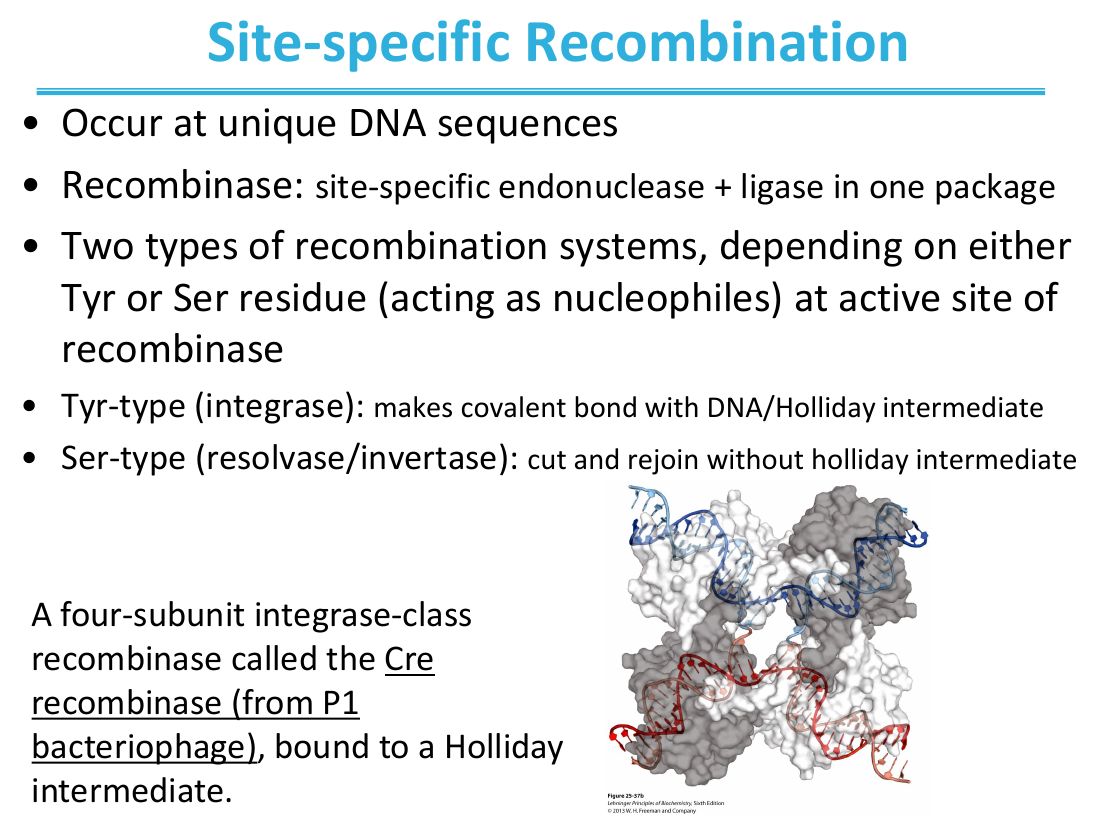 Site-specific Recombination
• Occur at unique DNA sequences
• Recombinase: site-specific endonuclease + ligase in one package
• Two types of recombination systems, depending on either
Tyr or Ser residue (acting as nucleophiles) at active site of
recombinase
• Tyr-type (integrase): makes covalent bond with DNA/Holliday intermediate
• Ser-type (resolvase/invertase): cut and rejoin without holliday intermediate
A four-subunit integrase-class
recombinase called the Cre
recombinase (from P1
bacteriophage), bound to a Holliday
intermediate.
Figure 25-37b
Lehninger Principles of Biochemistry, Sixth Edition
© 2013 W. H. Freeman and Company